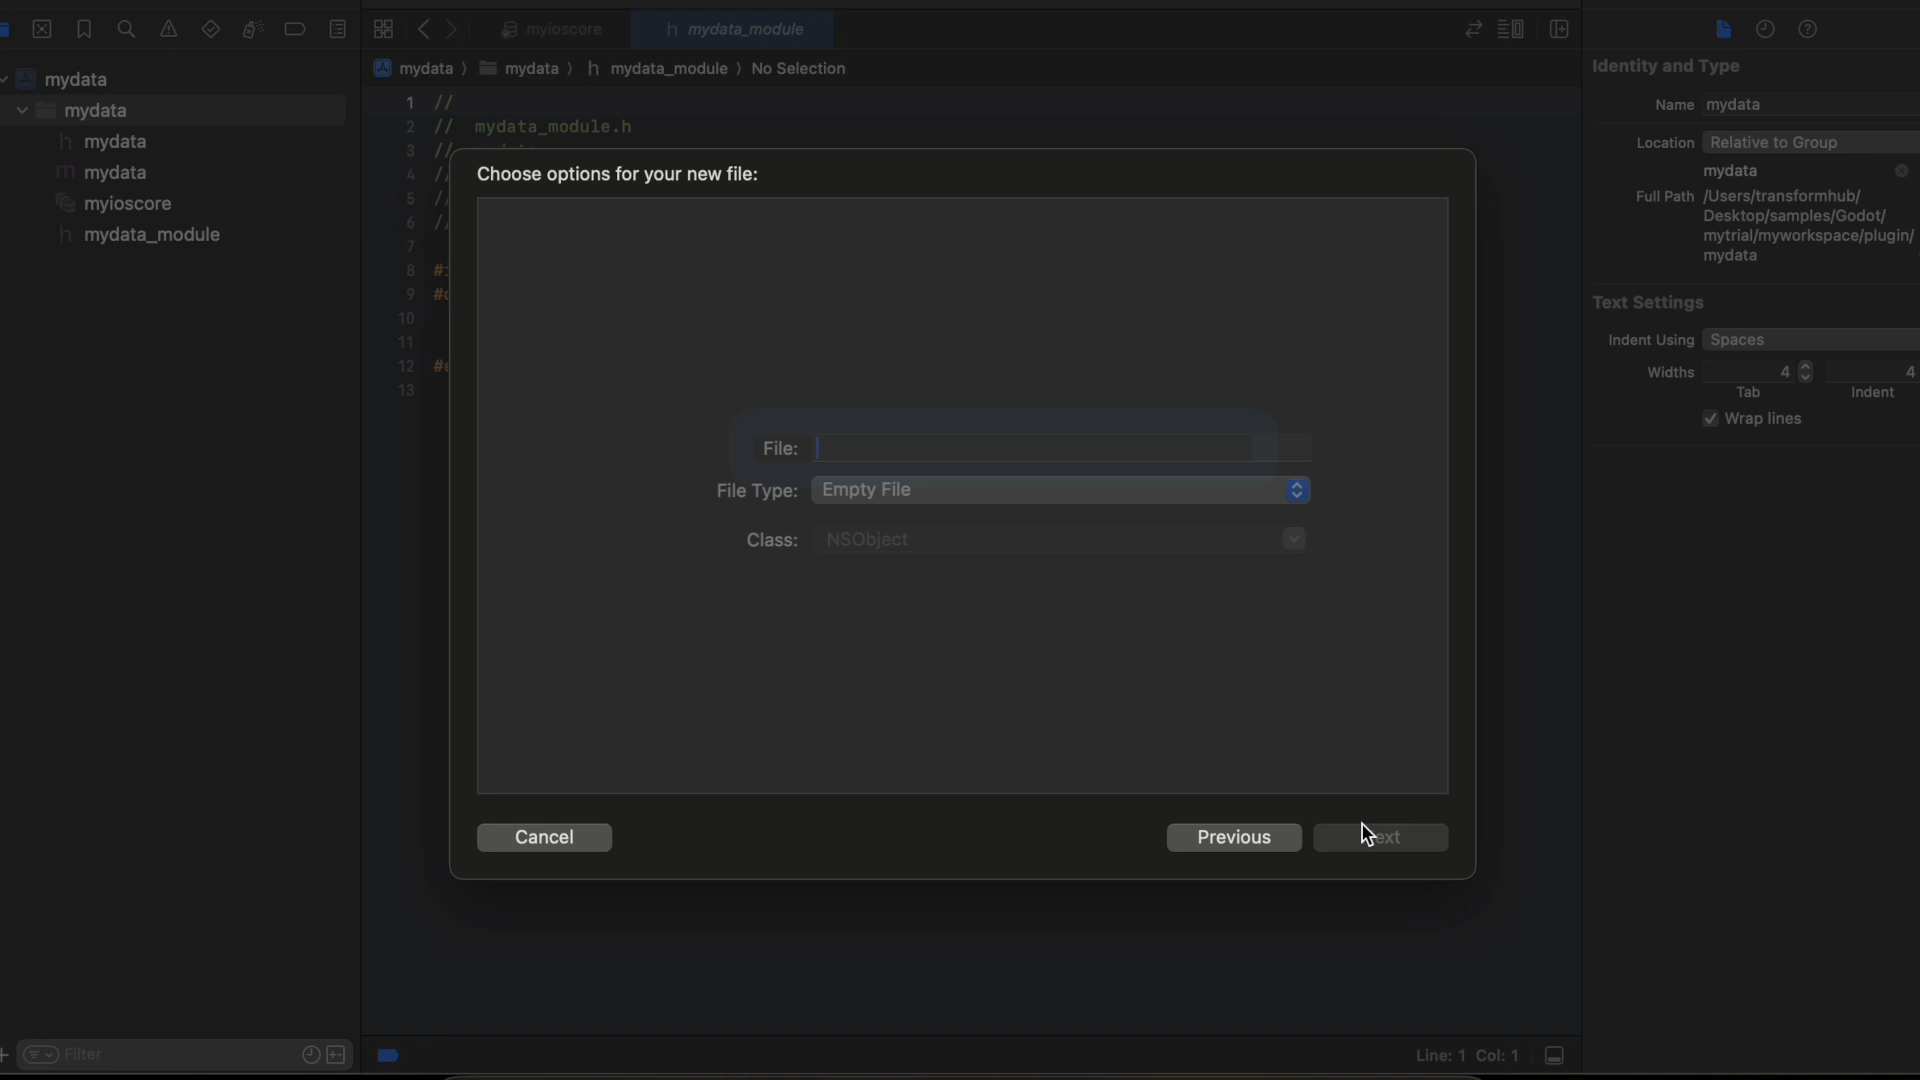 myioscore
mydata_module
mydata
mydata
mydata
mydata
myioscore
mydata_module
mydata 〉 mydata 〉 h mydata_module 〉 No Selection
1 //
2 // mydata_module.h
3 //
4 //
5 //
6 //
7
8
9
10
11
12
13
Choose options for your new file:
File:
File Type: Empty File
Class: NSObject
Cancel
Previous
Identity and Type
Name mydata
Location Relative to Group
mydata
Full Path /Users/transformhub/
Desktop/samples/Godot/
mytrial/myworkspace/plugin/
mydata
Text Settings
Indent Using Spaces
Widths 4 4
Tab Indent
Wrap lines
Filter
Line: 1 Col: 1